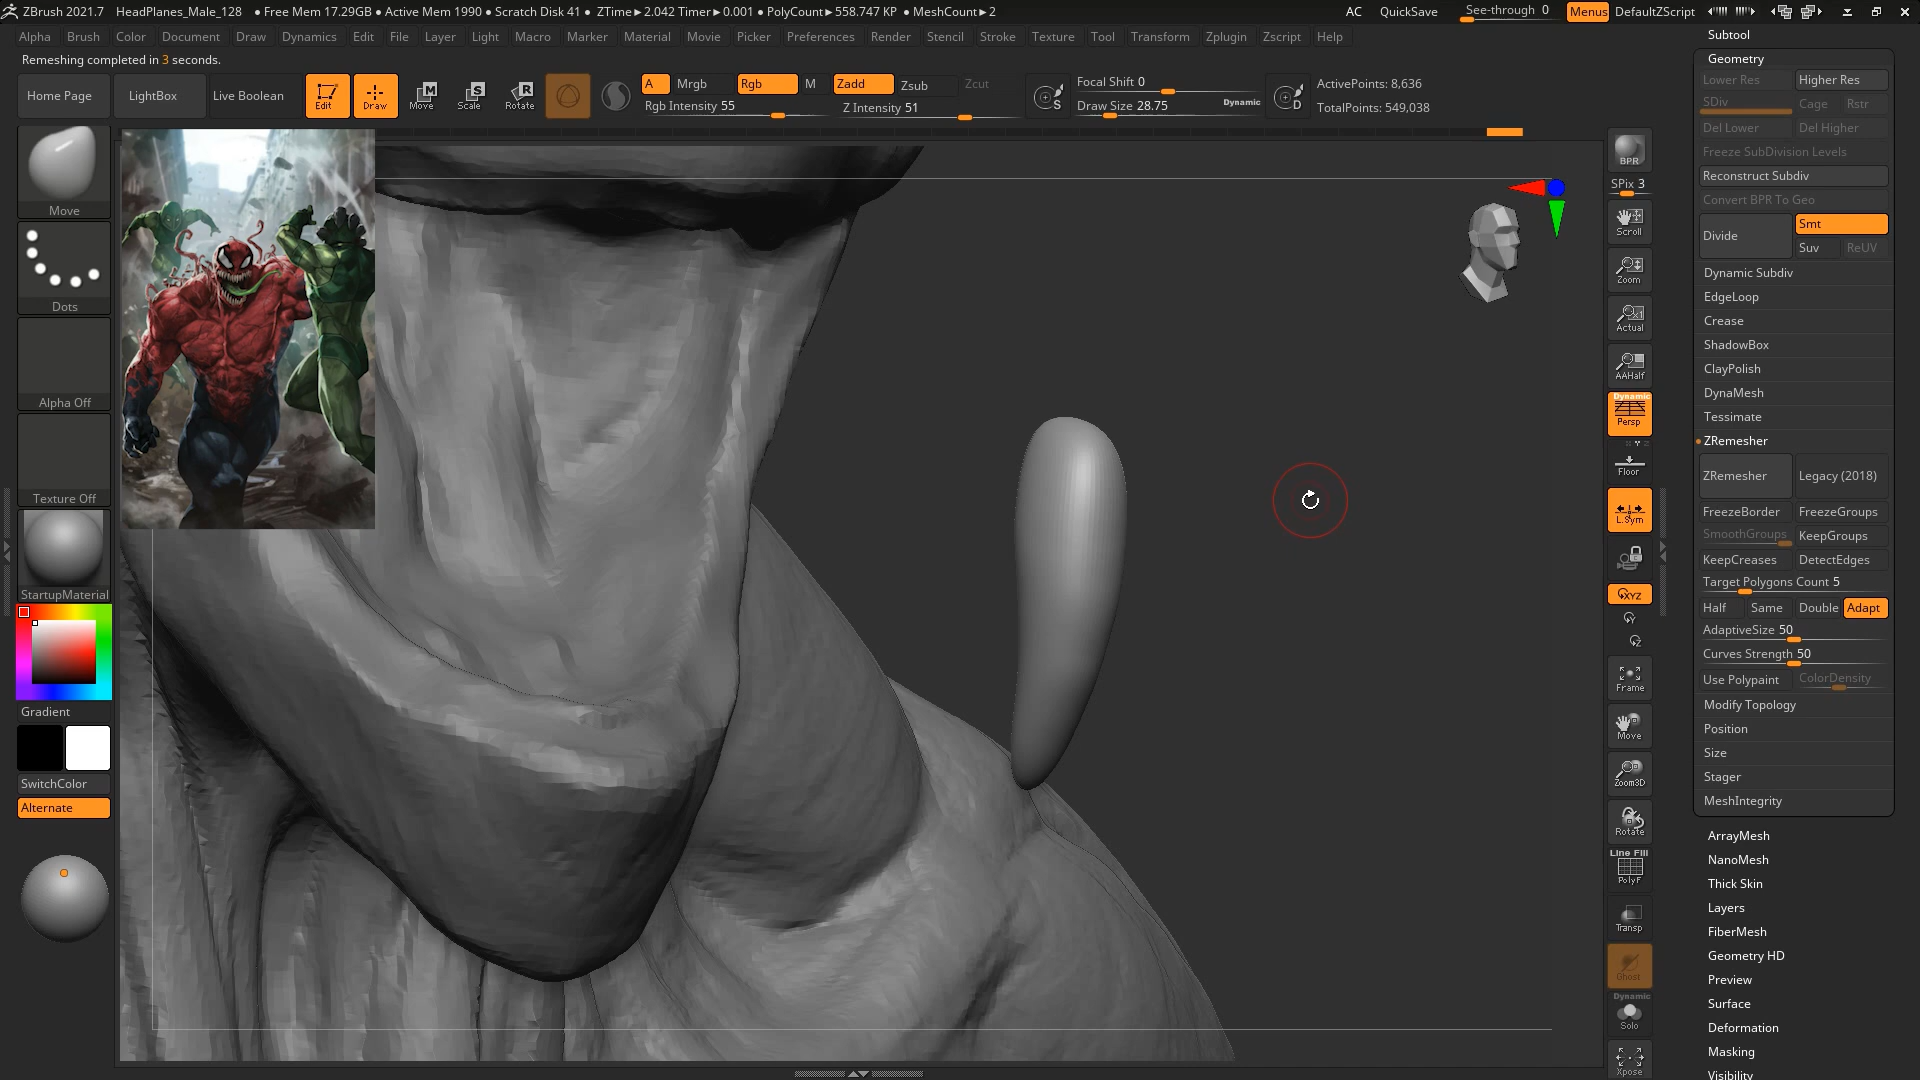 ZBrush 2021.7 HeadPlanes_Male_128 • Free Mem 17.29GB • Active Mem 1990 • Scratch Disk 41 • ZTime►2.042 Timer►0.001 • PolyCount►558.747 KP • MeshCount►2 AC QuickSave See-through 0 Menus DefaultZScript
Alpha Brush Color Document Draw Dynamics Edit File Layer Light Macro Marker Material Movie Picker Preferences Render Stencil Stroke Texture Tool Transform Zplugin Zscript Help
Remeshing completed in 3 seconds.
Home Page LightBox Live Boolean Edit Draw Move Scale Rotate
A Mrgb Rgb M Zadd Zsub Zcut
Rgb Intensity 55 Z Intensity 51
Focal Shift 0
Draw Size 28.75 Dynamic
ActivePoints: 8,636
TotalPoints: 549,038
Move
Dots
Alpha Off
Texture Off
StartupMaterial
Gradient
SwitchColor
Alternate
BPR
SPix 3
Scroll
Zoom
Actual
AAHalf
Dynamic
Persp
Floor
L.Sym
XYZ
Y
Z
Frame
Move
Zoom3D
Rotate
Line Fill
PolyF
Transp
Ghost
Dynamic
Solo
Xpose
Subtool
Geometry
Lower Res Higher Res
SDiv Cage Rstr
Del Lower Del Higher
Freeze SubDivision Levels
Reconstruct Subdiv
Convert BPR To Geo
Divide Smt
Suv ReUV
Dynamic Subdiv
EdgeLoop
Crease
ShadowBox
ClayPolish
DynaMesh
Tessimate
ZRemesher
ZRemesher Legacy (2018)
FreezeBorder FreezeGroups
SmoothGroups KeepGroups
KeepCreases DetectEdges
Target Polygons Count 5
Half Same Double Adapt
AdaptiveSize 50
Curves Strength 50
Use Polypaint ColorDensity
Modify Topology
Position
Size
Stager
MeshIntegrity
ArrayMesh
NanoMesh
Thick Skin
Layers
FiberMesh
Geometry HD
Preview
Surface
Deformation
Masking
Visibility